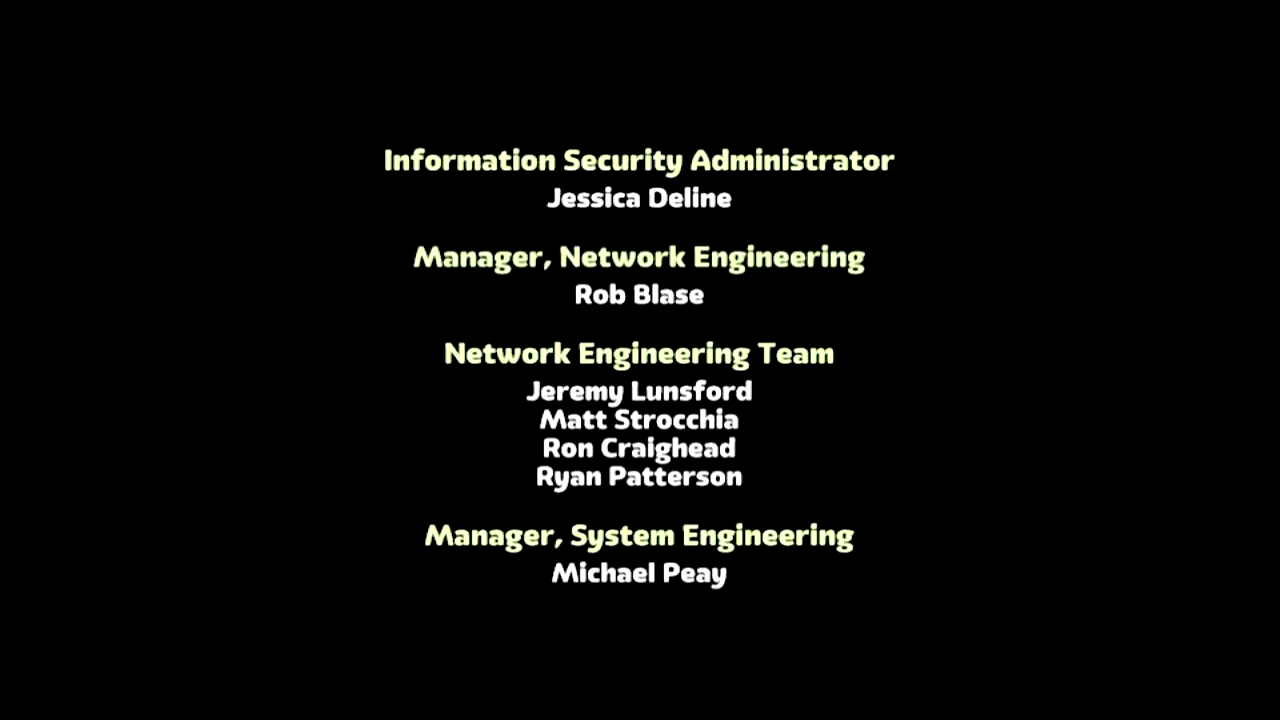 Information Security Administrator
Jessica Deline
Manager, Network Engineering
Rob Blase
Network Engineering Team
Jeremy Lunsford
Matt Strocchia
Ron Craighead
Ryan Patterson
Manager, System Engineering
Michael Peay